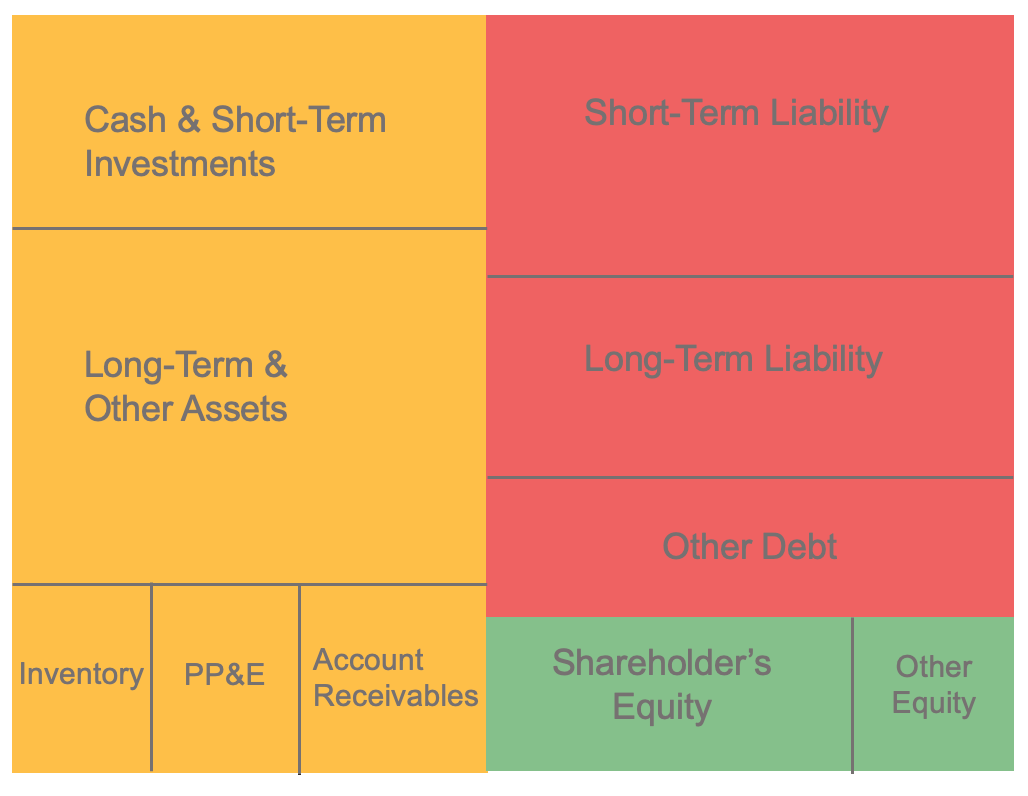 Cash & Short-Term
Investments
Long-Term &
Other Assets
Inventory
PP&E
Account
Receivables
Short-Term Liability
Long-Term Liability
Other Debt
Shareholder’s
Equity
Other
Equity